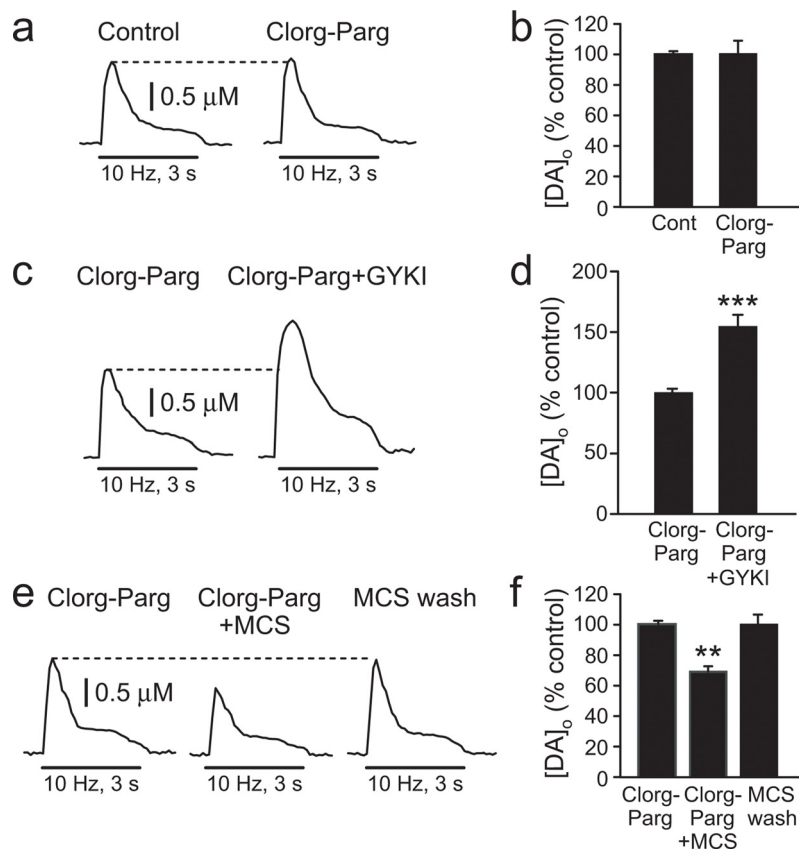 a
Control
Clorg-Parg
0.5 μM
10 Hz, 3 s
10 Hz, 3 s
b
[DA]o (% control)
120
100
80
60
40
20
0
Cont
Clorg-
Parg
c
Clorg-Parg
Clorg-Parg+GYKI
0.5 μM
10 Hz, 3 s
10 Hz, 3 s
d
[DA]o (% control)
200
150
100
50
0
***
Clorg-
Parg
Clorg-
Parg
+GYKI
e
Clorg-Parg
Clorg-Parg
+MCS
MCS wash
0.5 μM
10 Hz, 3 s
10 Hz, 3 s
10 Hz, 3 s
f
[DA]o (% control)
120
100
80
60
40
20
0
**
Clorg-
Parg
Clorg-
Parg
+MCS
MCS
wash